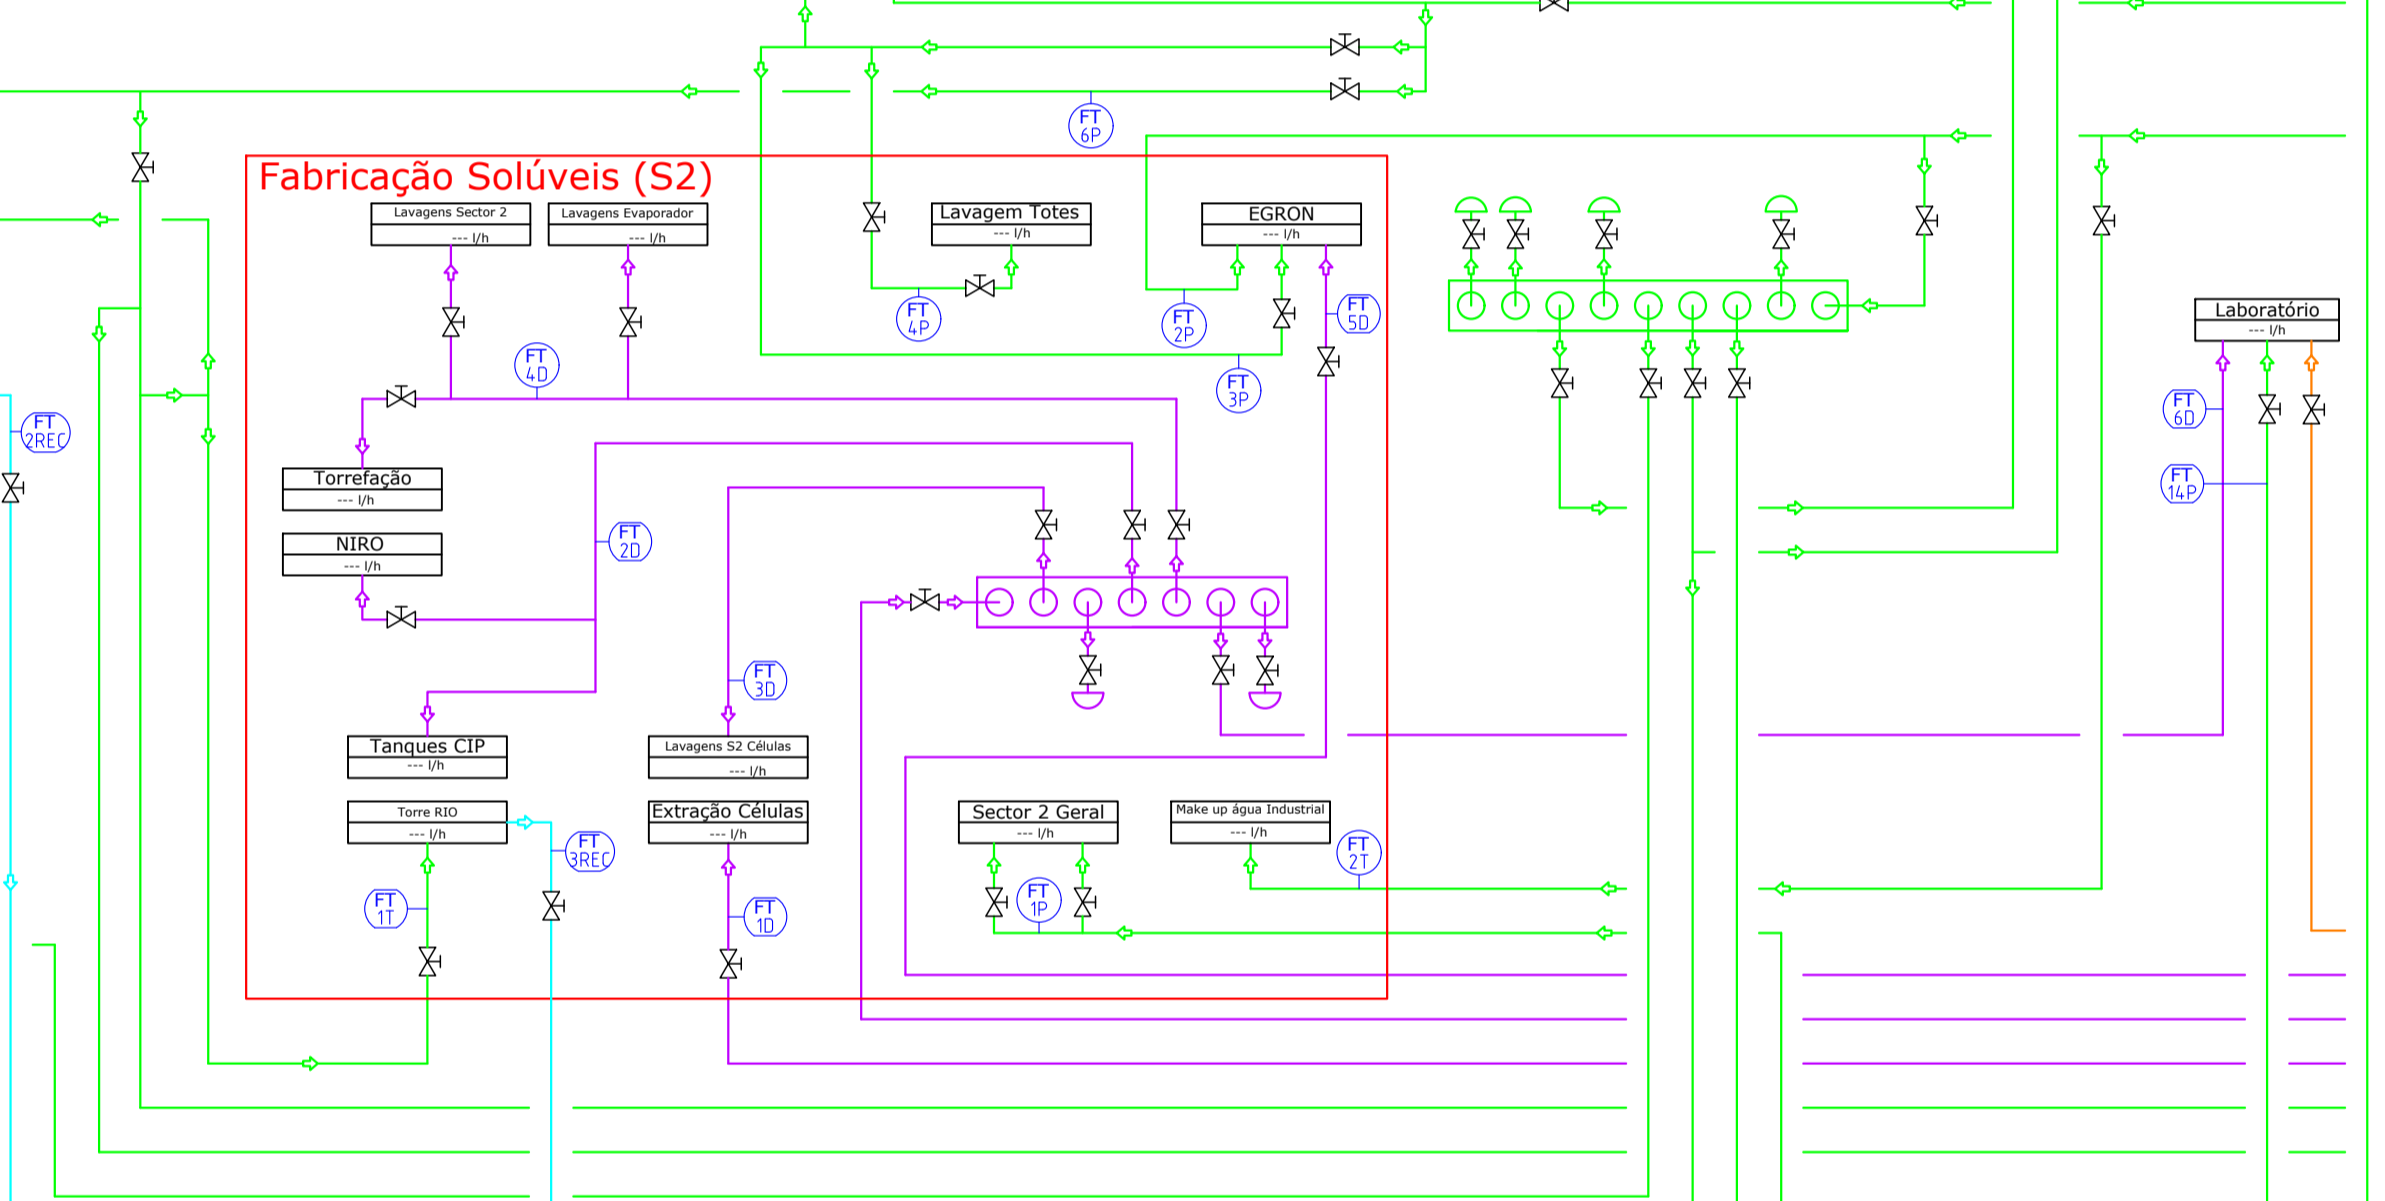 FT
6P
Fabricação Solúveis (S2)
Lavagens Sector 2
--- l/h
Lavagens Evaporador
--- l/h
Lavagem Totes
--- l/h
EGRON
--- l/h
FT
4P
FT
2P
FT
5D
Laboratório
--- l/h
FT
4D
FT
3P
FT
6D
FT
2REC
Torrefação
--- l/h
FT
14P
NIRO
--- l/h
FT
2D
FT
3D
Tanques CIP
--- l/h
Lavagens S2 Células
--- l/h
Torre RIO
--- l/h
Extração Células
--- l/h
Sector 2 Geral
--- l/h
Make up água Industrial
--- l/h
FT
3REC
FT
2T
FT
1T
FT
1D
FT
1P